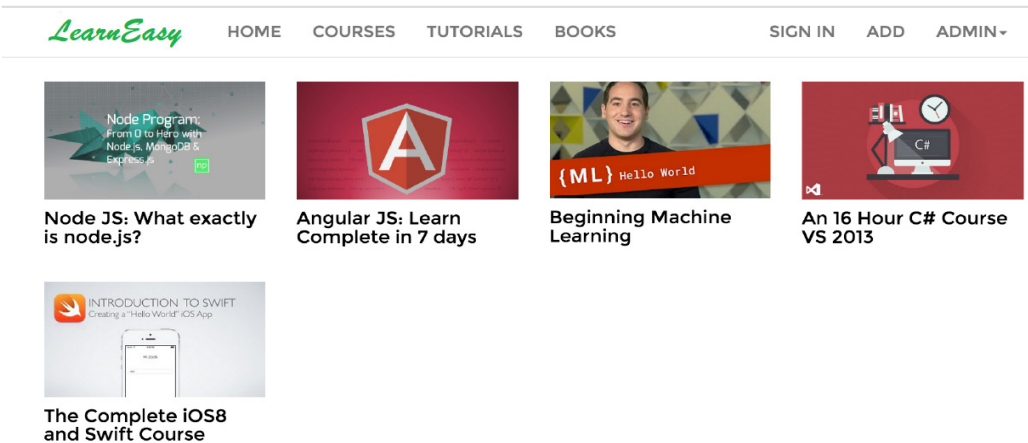 LearnEasy HOME COURSES TUTORIALS BOOKS SIGN IN ADD ADMIN
Node Program:
From 0 to Hero with
Node.js, MongoDB &
Express.js
np
A
{ML} Hello World
C#
Node JS: What exactly
is node.js?
Angular JS: Learn
Complete in 7 days
Beginning Machine
Learning
An 16 Hour C# Course
VS 2013
INTRODUCTION TO SWIFT
Creating a "Hello World" iOS App
The Complete iOS8
and Swift Course